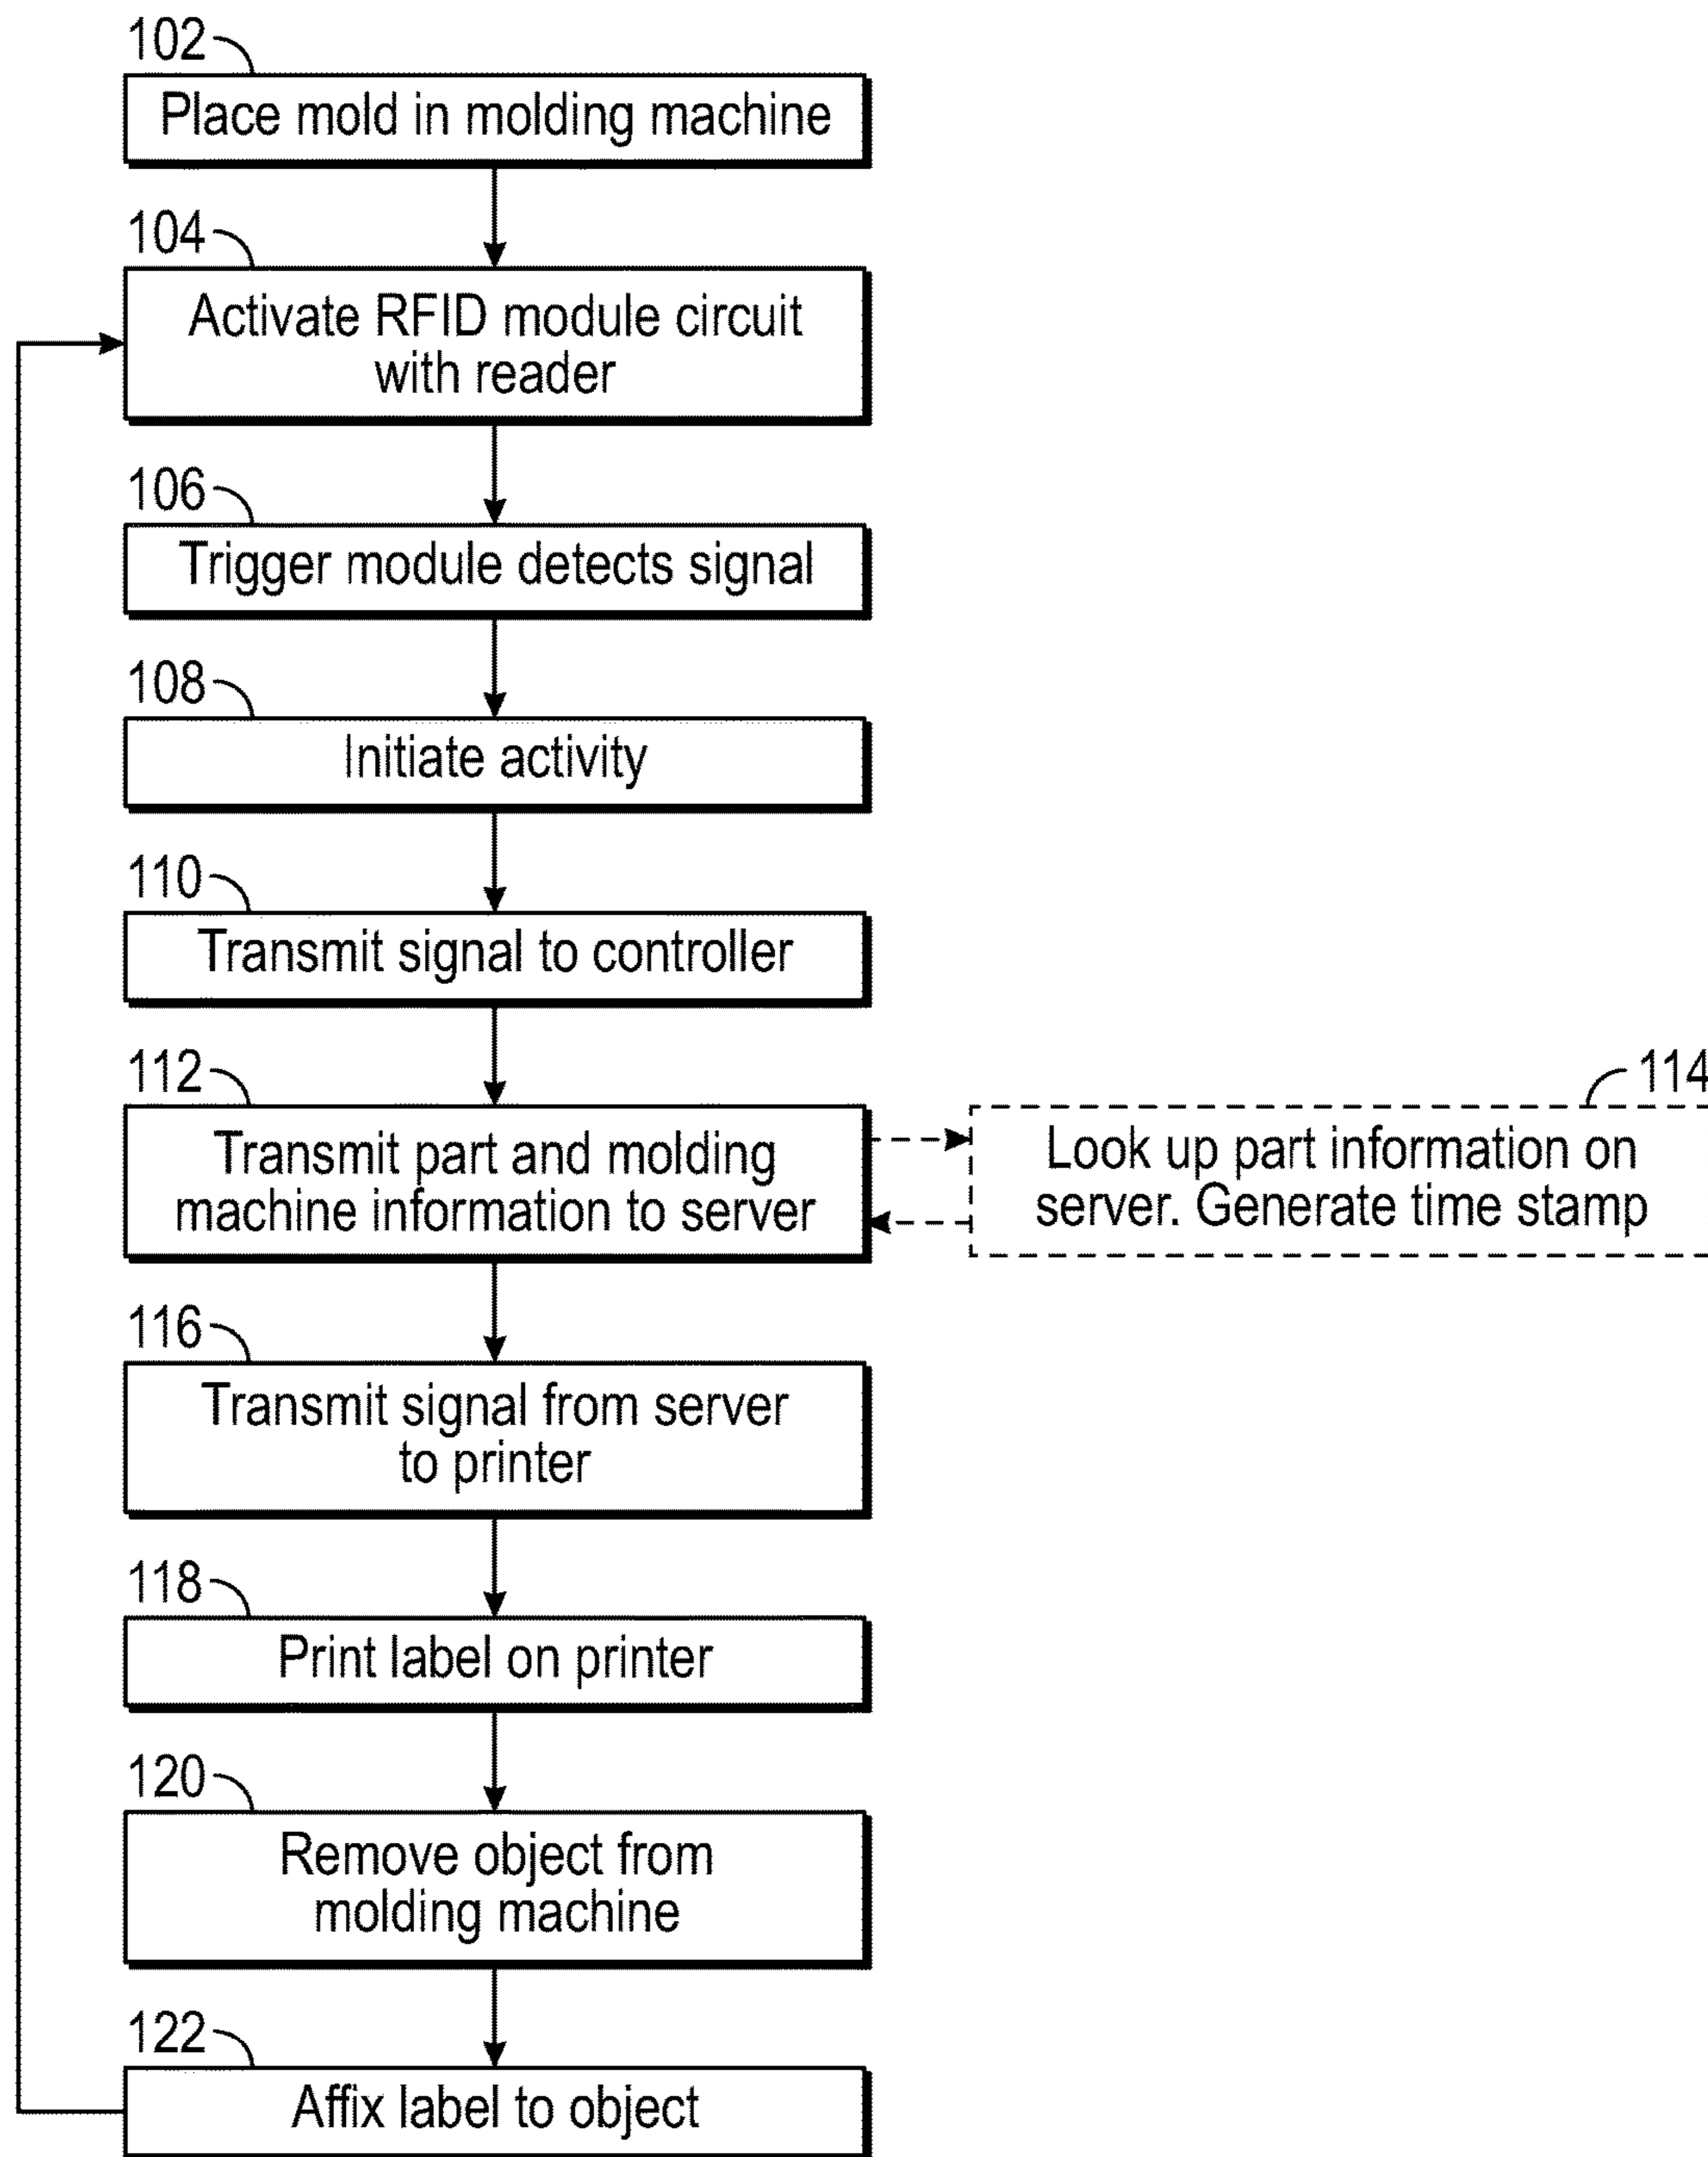 102
Place mold in molding machine
104
Activate RFID module circuit
with reader
106
Trigger module detects signal
108
Initiate activity
110
Transmit signal to controller
112
Transmit part and molding
machine information to server
114
Look up part information on
server. Generate time stamp
116
Transmit signal from server
to printer
118
Print label on printer
120
Remove object from
molding machine
122
Affix label to object